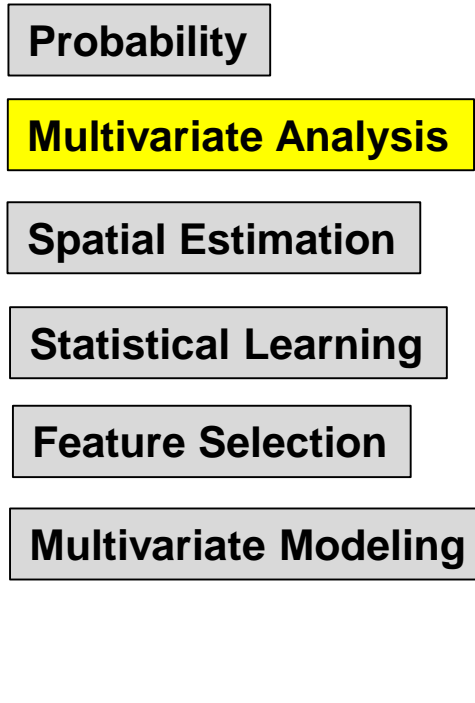 Probability
Multivariate Analysis
Spatial Estimation
Statistical Learning
Feature Selection
Multivariate Modeling